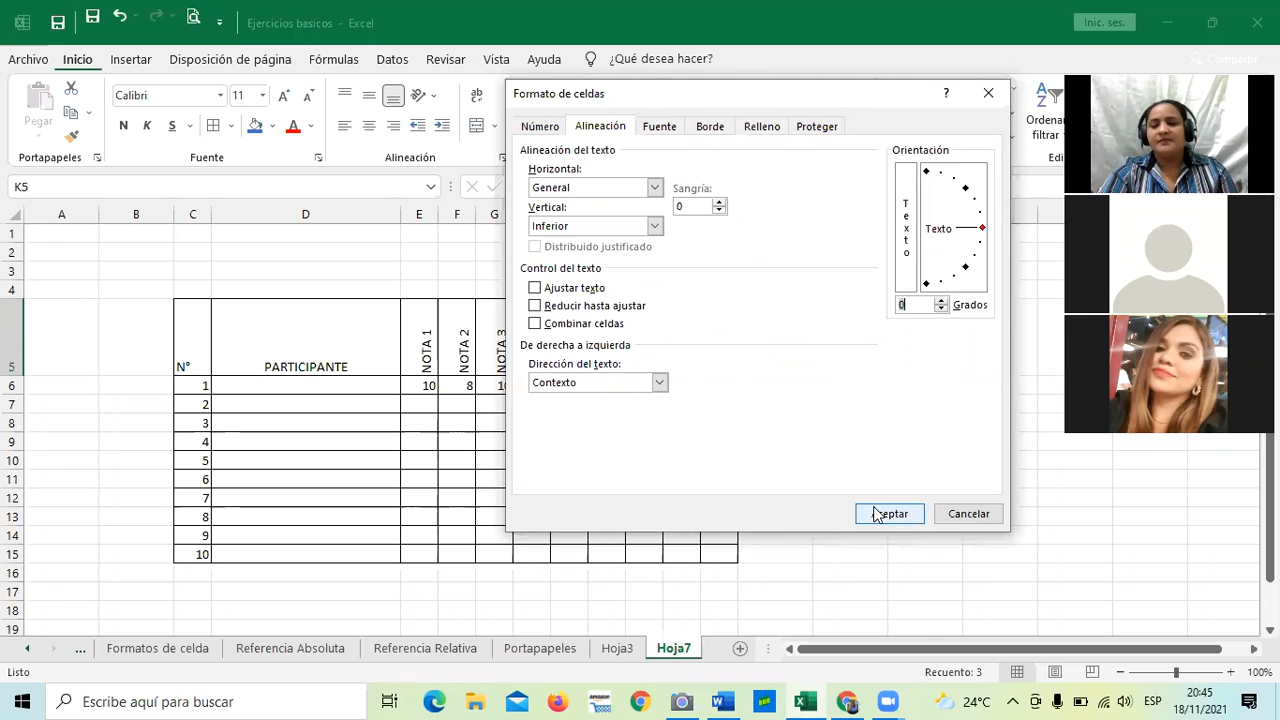 Ejercicios basicos - Excel
Inic. ses.
Archivo Inicio Insertar Disposición de página Fórmulas Datos Revisar Vista Ayuda ¿Qué desea hacer? Compartir
Pegar
Calibri 11
N K S
Portapapeles Fuente Alineación
Ordenar
filtrar
Edi
Formato de celdas
Número Alineación Fuente Borde Relleno Proteger
Alineación del texto
Horizontal:
General
Sangría:
0
Vertical:
Inferior
Distribuido justificado
Control del texto
Ajustar texto
Reducir hasta ajustar
Combinar celdas
De derecha a izquierda
Dirección del texto:
Contexto
Orientación
Texto
Texto
0 Grados
Aceptar Cancelar
K5
A B C D E F G
1
2
3
4
5 N° PARTICIPANTE NOTA 1 NOTA 2 NOTA 3
6 1 10 8
7 2
8 3
9 4
10 5
11 6
12 7
13 8
14 9
15 10
16
17
18
19
... Formatos de celda Referencia Absoluta Referencia Relativa Portapapeles Hoja3 Hoja7
Listo Recuento: 3 100%
Escribe aquí para buscar
24°C ESP 20:45
18/11/2021